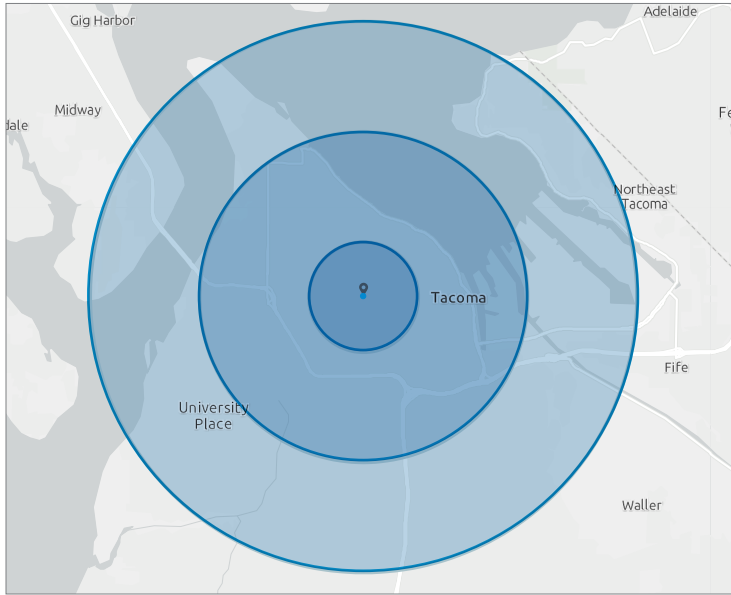 Gig Harbor
Adelaide
Midway
dale
Fe
Northeast
Tacoma
Tacoma
Fife
University
Place
Waller